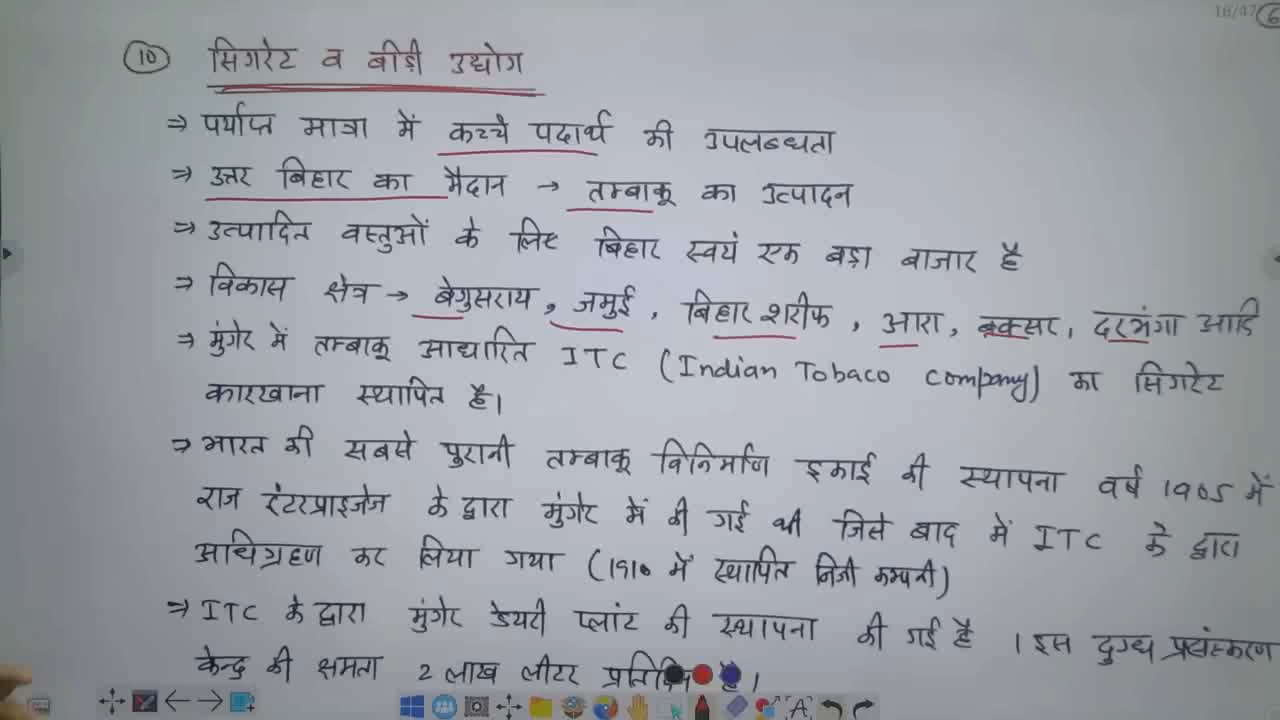 18/47 6
10 सिगरेट व बीड़ी उद्योग
⇒ पर्याप्त मात्रा में कच्चे पदार्थ की उपलब्धता
⇒ उत्तर बिहार का मैदान → तम्बाकू का उत्पादन
⇒ उत्पादित वस्तुओं के लिए बिहार स्वयं एक बड़ा बाजार है
⇒ विकास क्षेत्र → बेगुसराय, जमुई, बिहार शरीफ, आरा, बक्सर, दरभंगा आदि
⇒ मुंगेर में तम्बाकू आधारित ITC (Indian Tobaco Company) का सिगरेट
कारखाना स्थापित है।
⇒ भारत की सबसे पुरानी तम्बाकू विनिर्माण इकाई की स्थापना वर्ष 1905 में
राज एंटरप्राइजेज के द्वारा मुंगेर में की गई थी जिसे बाद में ITC के द्वारा
अधिग्रहण कर लिया गया (1910 में स्थापित निजी कम्पनी)
⇒ ITC के द्वारा मुंगेर डेयरी प्लांट की स्थापना की गई है। इस दुग्ध प्रसंस्करण
केन्द्र की क्षमता 2 लाख लीटर है।